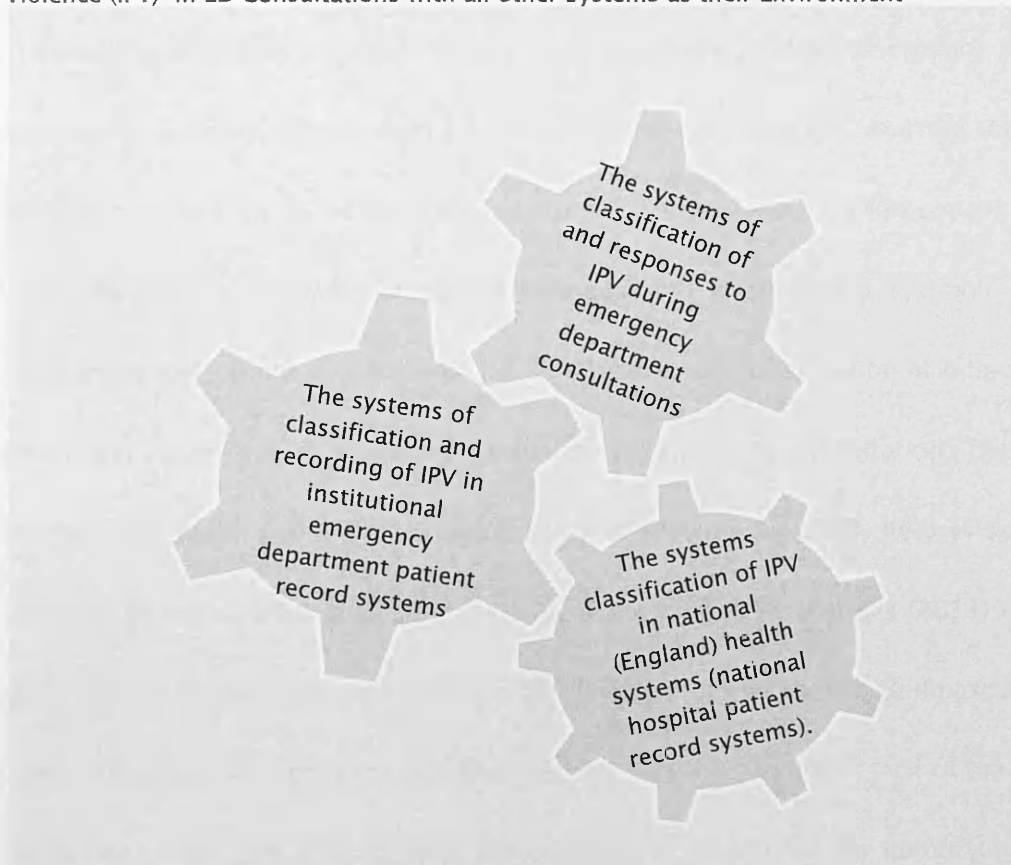 Violence (IPV) in ED Consultations with all other Systems as their Environment
The systems of
classification of
and responses to
IPV during
emergency
department
consultations
The systems of
classification and
recording of IPV in
institutional
emergency
department patient
record systems
The systems
classification of IPV
in national
(England) health
systems (national
hospital patient
record systems).